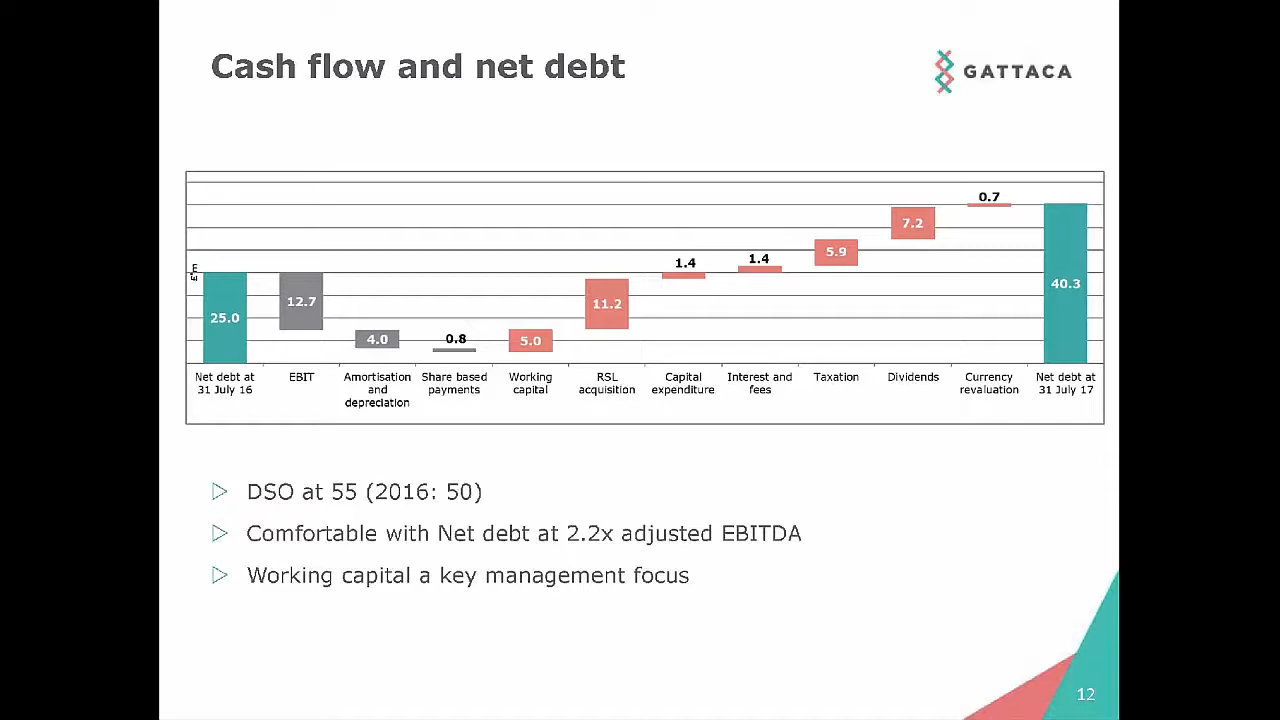 Cash flow and net debt
GATTACA
£'m
25.0
12.7
4.0
0.8
5.0
11.2
1.4
1.4
5.9
7.2
0.7
40.3
Net debt at
31 July 16
EBIT
Amortisation
and
depreciation
Share based
payments
Working
capital
RSL
acquisition
Capital
expenditure
Interest and
fees
Taxation
Dividends
Currency
revaluation
Net debt at
31 July 17
DSO at 55 (2016: 50)
Comfortable with Net debt at 2.2x adjusted EBITDA
Working capital a key management focus
12